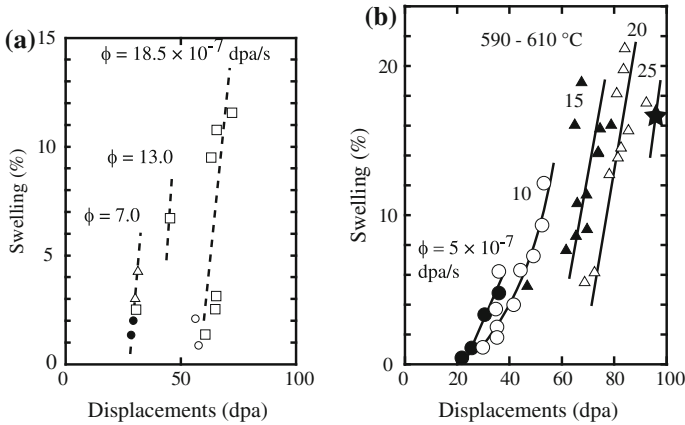 (a)
15
10
5
0
Swelling (%)
ϕ = 18.5 × 10⁻⁷ dpa/s
ϕ = 13.0
ϕ = 7.0
0
50
100
Displacements (dpa)
(b)
20
16
8
0
Swelling (%)
590 - 610 °C
20
25
15
10
ϕ = 5 × 10⁻⁷
dpa/s
0
20
40
60
80
100
Displacements (dpa)